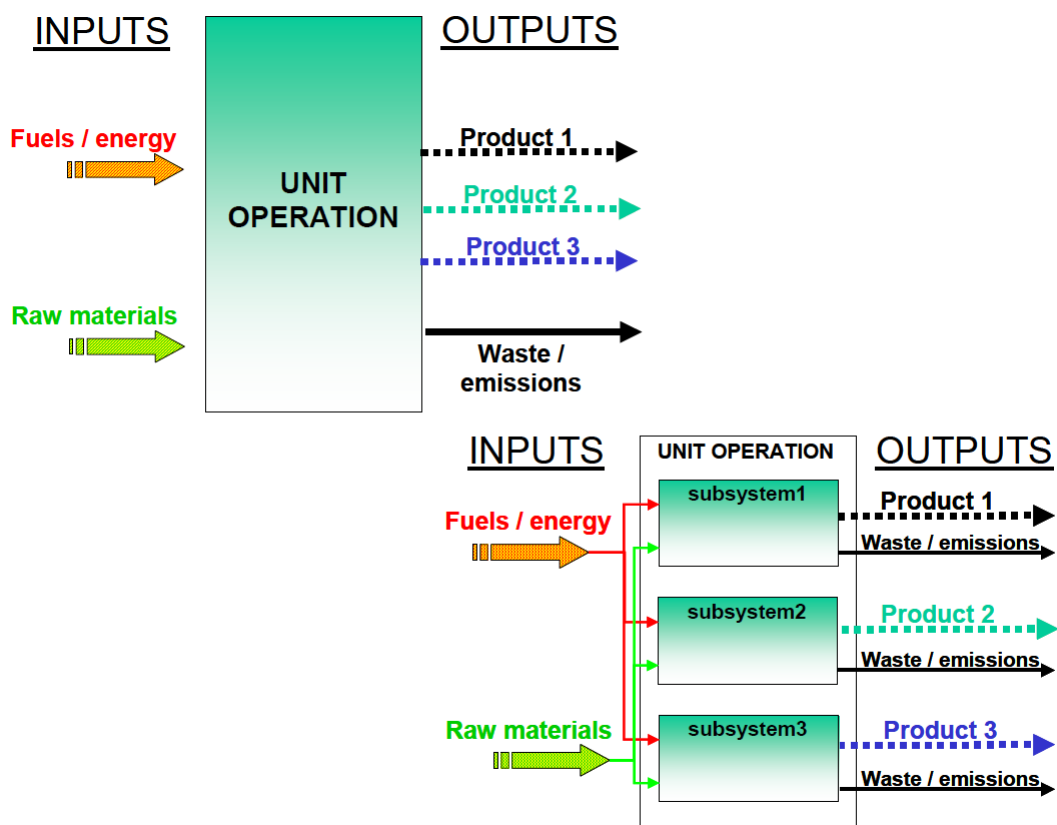 INPUTS
OUTPUTS
Fuels / energy
Raw materials
UNIT
OPERATION
Product 1
Product 2
Product 3
Waste /
emissions
INPUTS
UNIT OPERATION
OUTPUTS
Fuels / energy
Raw materials
subsystem1
Product 1
Waste / emissions
subsystem2
Product 2
Waste / emissions
subsystem3
Product 3
Waste / emissions